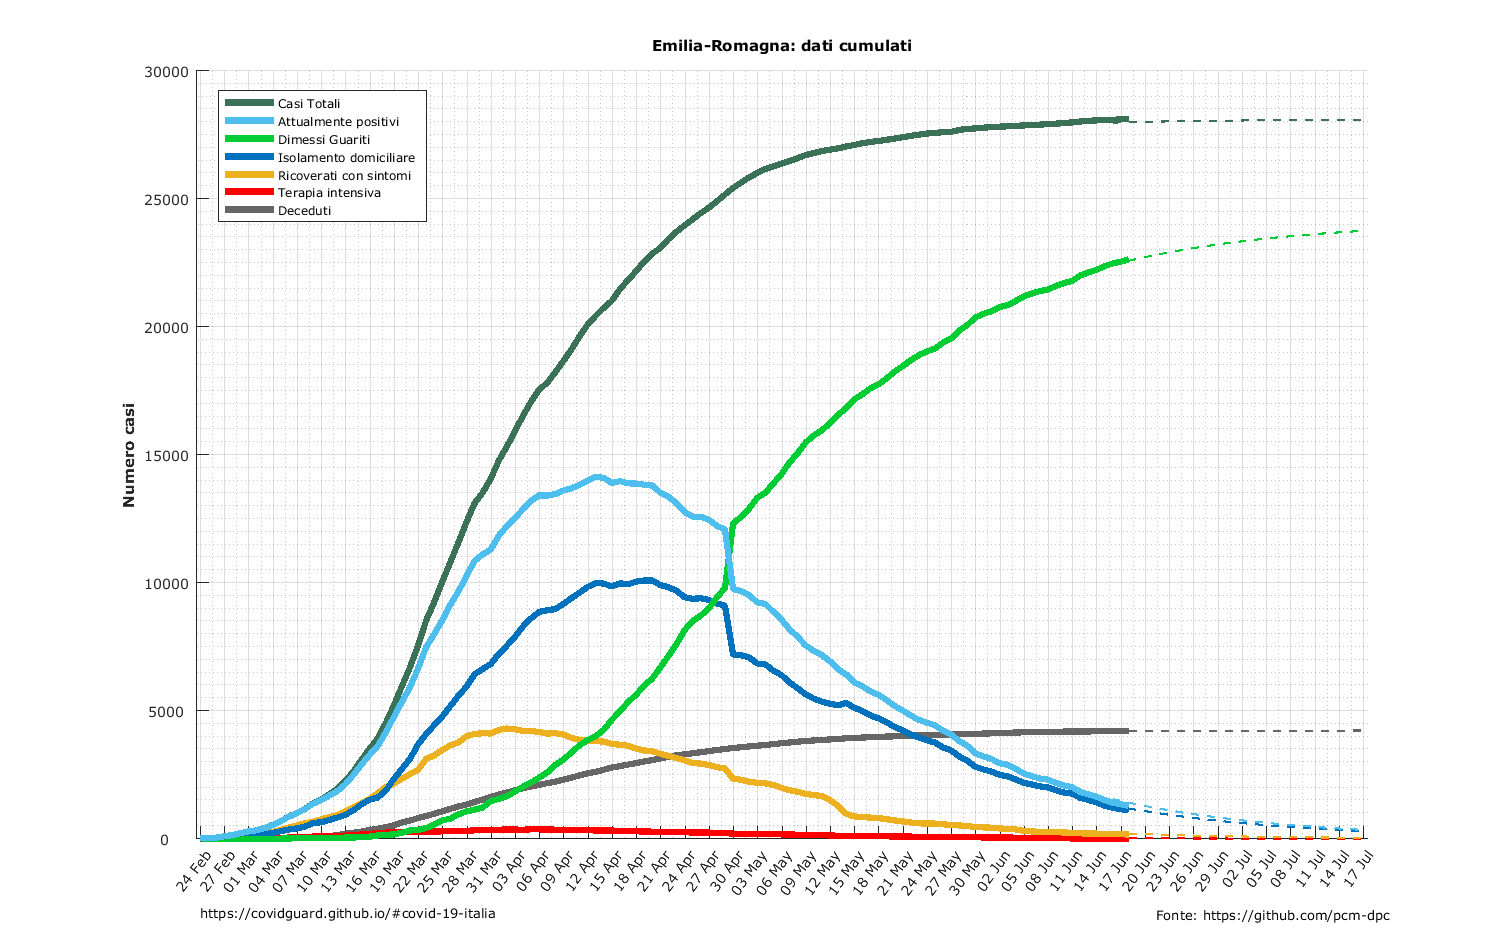 Emilia-Romagna: dati cumulati
30000
25000
20000
15000
10000
5000
0
Numero casi
Casi Totali
Attualmente positivi
Dimessi Guariti
Isolamento domiciliare
Ricoverati con sintomi
Terapia intensiva
Deceduti
24 Feb
27 Feb
01 Mar
04 Mar
07 Mar
10 Mar
13 Mar
16 Mar
19 Mar
22 Mar
25 Mar
28 Mar
31 Mar
03 Apr
06 Apr
09 Apr
12 Apr
15 Apr
18 Apr
21 Apr
24 Apr
27 Apr
30 Apr
03 May
06 May
09 May
12 May
15 May
18 May
21 May
24 May
27 May
30 May
02 Jun
05 Jun
08 Jun
11 Jun
14 Jun
17 Jun
20 Jun
23 Jun
26 Jun
29 Jun
02 Jul
05 Jul
08 Jul
11 Jul
14 Jul
17 Jul
https://covidguard.github.io/#covid-19-italia
Fonte: https://github.com/pcm-dpc